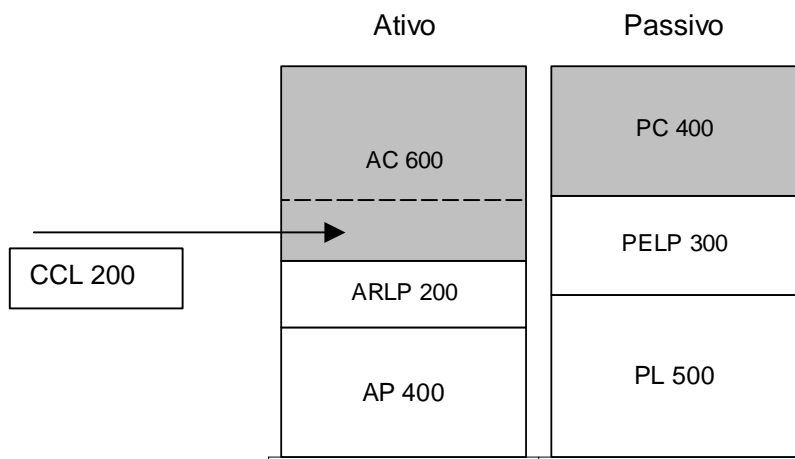 Ativo Passivo
AC 600
PC 400
CCL 200
ARLP 200
PELP 300
AP 400
PL 500